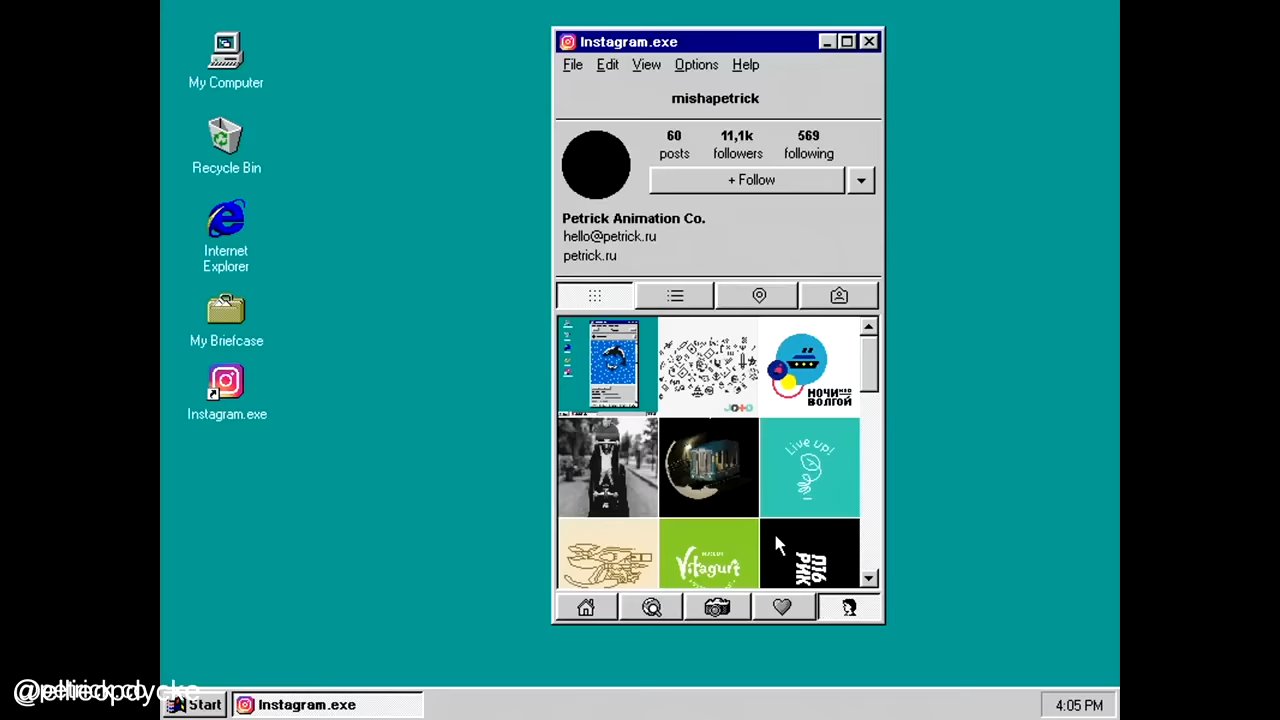 Instagram.exe
File Edit View Options Help
mishapetrick
60 11,1k 569
posts followers following
+ Follow
Petrick Animation Co.
hello@petrick.ru
petrick.ru
My Computer
Recycle Bin
Internet
Explorer
My Briefcase
Instagram.exe
НОЧИ НАД
ВОЛГОЙ
Live up!
Vitagurt
Start
Instagram.exe
4:05 PM